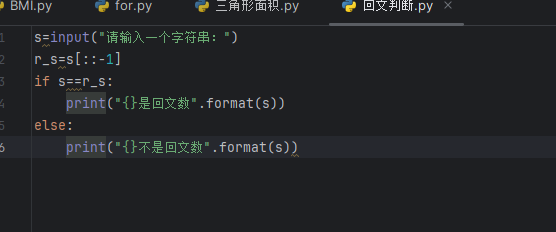 BMI.py for.py 三角形面积.py 回文判断.py ×
1 s=input("请输入一个字符串：")
2 r_s=s[::-1]
3 if s==r_s:
4 print("{}是回文数".format(s))
5 else:
6 print("{}不是回文数".format(s))